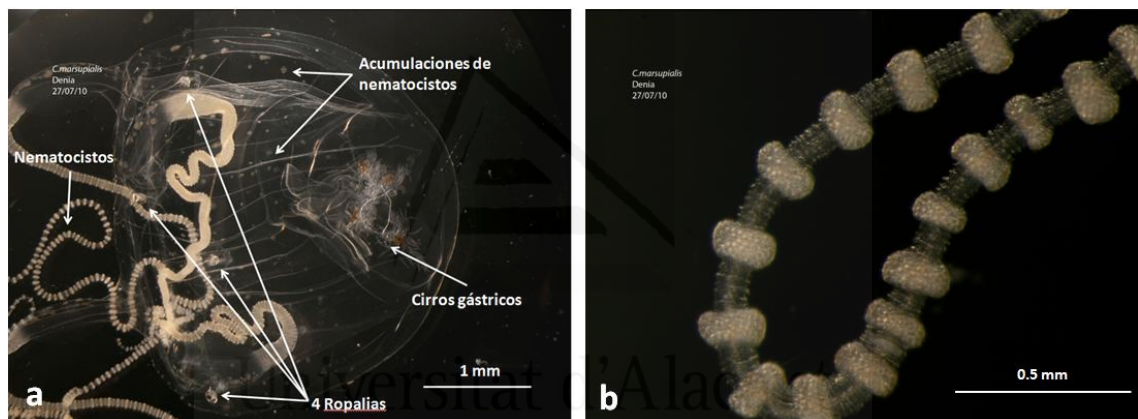 C.marsupialis
Denia
27/07/10
Acumulaciones de
nematocistos
Nematocistos
Cirros gástricos
a
1 mm
4 Ropalias
C.marsupialis
Denia
27/07/10
b
0.5 mm
Universitat d'Alacant